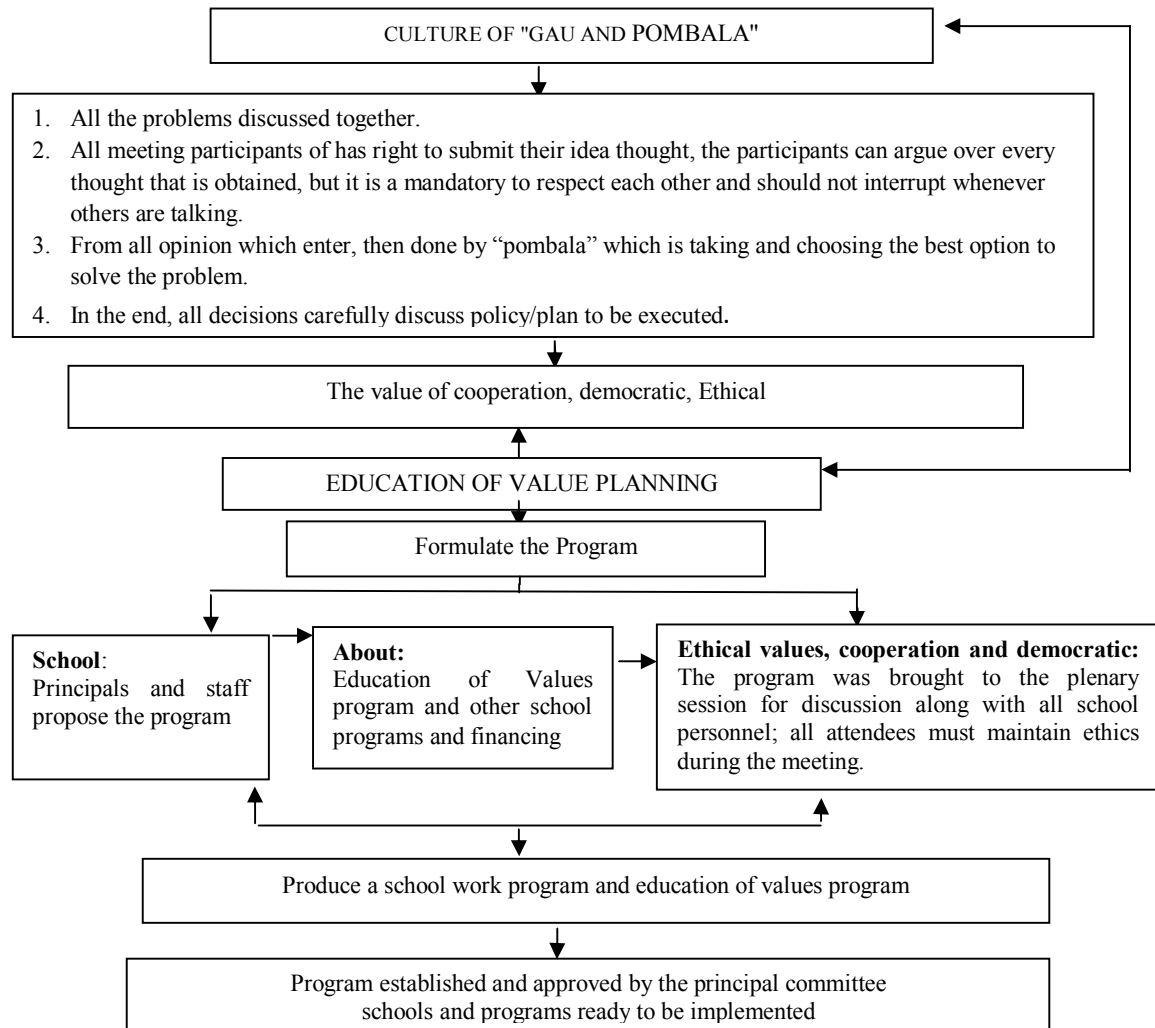 CULTURE OF "GAU AND POMBALA"
1. All the problems discussed together.
2. All meeting participants of has right to submit their idea thought, the participants can argue over every
thought that is obtained, but it is a mandatory to respect each other and should not interrupt whenever
others are talking.
3. From all opinion which enter, then done by “pombala” which is taking and choosing the best option to
solve the problem.
4. In the end, all decisions carefully discuss policy/plan to be executed.
The value of cooperation, democratic, Ethical
EDUCATION OF VALUE PLANNING
Formulate the Program
School:
Principals and staff
propose the program
About:
Education of Values
program and other school
programs and financing
Ethical values, cooperation and democratic:
The program was brought to the plenary
session for discussion along with all school
personnel; all attendees must maintain ethics
during the meeting.
Produce a school work program and education of values program
Program established and approved by the principal committee
schools and programs ready to be implemented